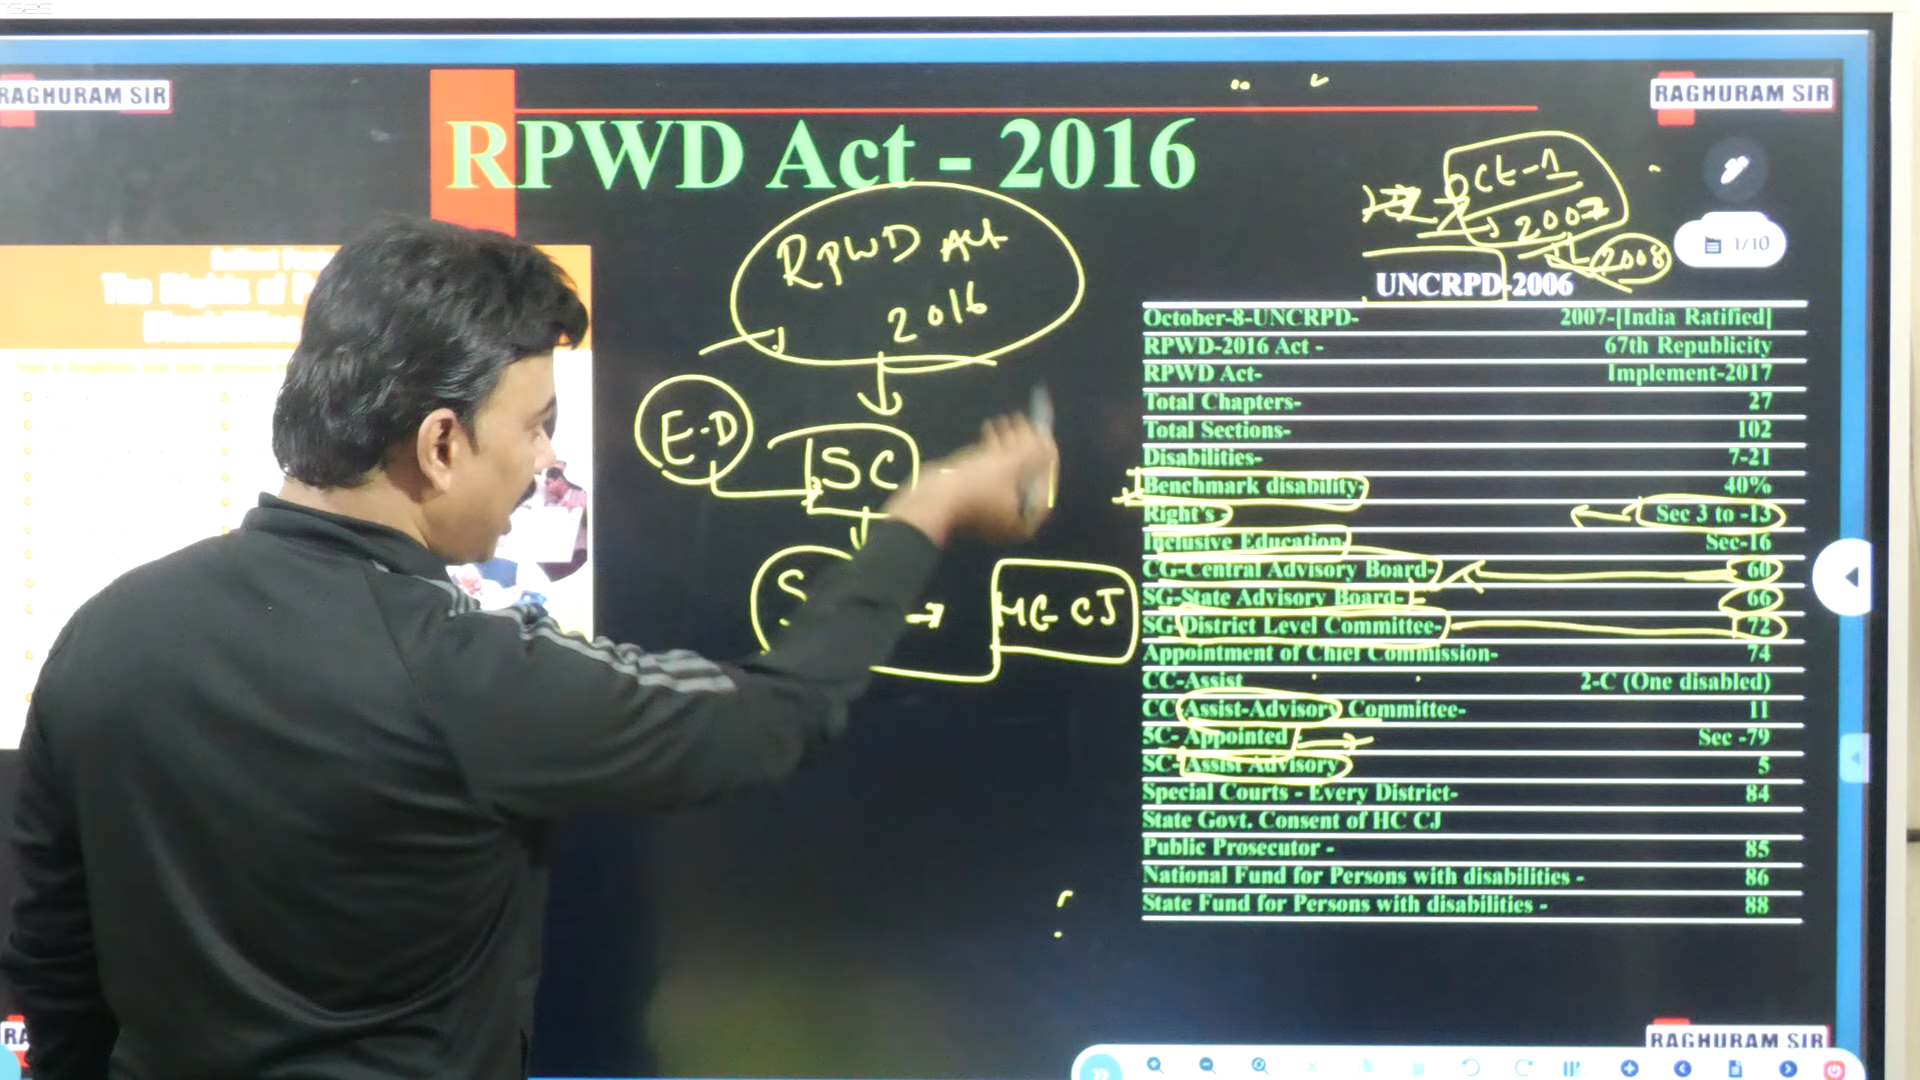 RAGHURAM SIR
RAGHURAM SIR
RPWD Act - 2016
Oct-1
2007
2008
1/10
The Rights of P
RPWD Act
2016
UNCRPD-2006
October-8-UNCRPD- 2007-[India Ratified]
RPWD-2016 Act - 67th Republicity
RPWD Act- Implement-2017
Total Chapters- 27
Total Sections- 102
Disabilities- 7-21
Benchmark disability- 40%
Right's - Sec 3 to -13
Inclusive Education- Sec-16
CG-Central Advisory Board- 60
SG-State Advisory Board- 66
SG-District Level Committee- 72
Appointment of Chief Commission- 74
CC-Assist 2-C (One disabled)
CC-Assist-Advisory Committee- 11
5C- Appointed Sec -79
SC-Assist Advisory 5
Special Courts - Every District- 84
State Govt. Consent of HC CJ
Public Prosecutor - 85
National Fund for Persons with disabilities - 86
State Fund for Persons with disabilities - 88
E-D
SC
S
HC CJ
RA
RAGHURAM SIR